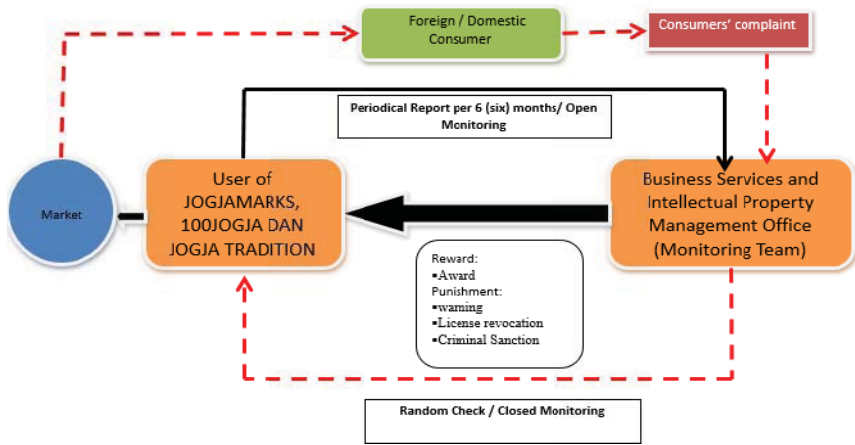 Foreign / Domestic
Consumer
Consumers' complaint
Periodical Report per 6 (six) months/ Open
Monitoring
Market
User of
JOGJAMARKS,
100JOGJA DAN
JOGJA TRADITION
Business Services and
Intellectual Property
Management Office
(Monitoring Team)
Reward:
▪Award
Punishment:
▪warning
▪License revocation
▪Criminal Sanction
Random Check / Closed Monitoring